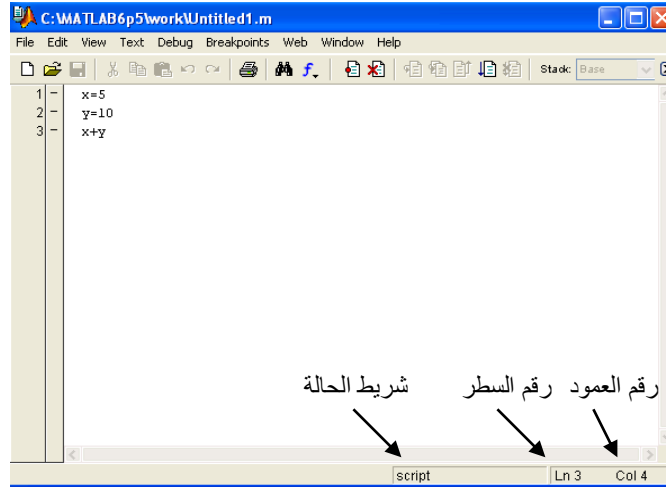 C:\MATLAB6p5\work\Untitled1.m
File Edit View Text Debug Breakpoints Web Window Help
Stack: Base
1 - x=5
2 - y=10
3 - x+y
شريط الحالة رقم السطر رقم العمود
script Ln 3 Col 4